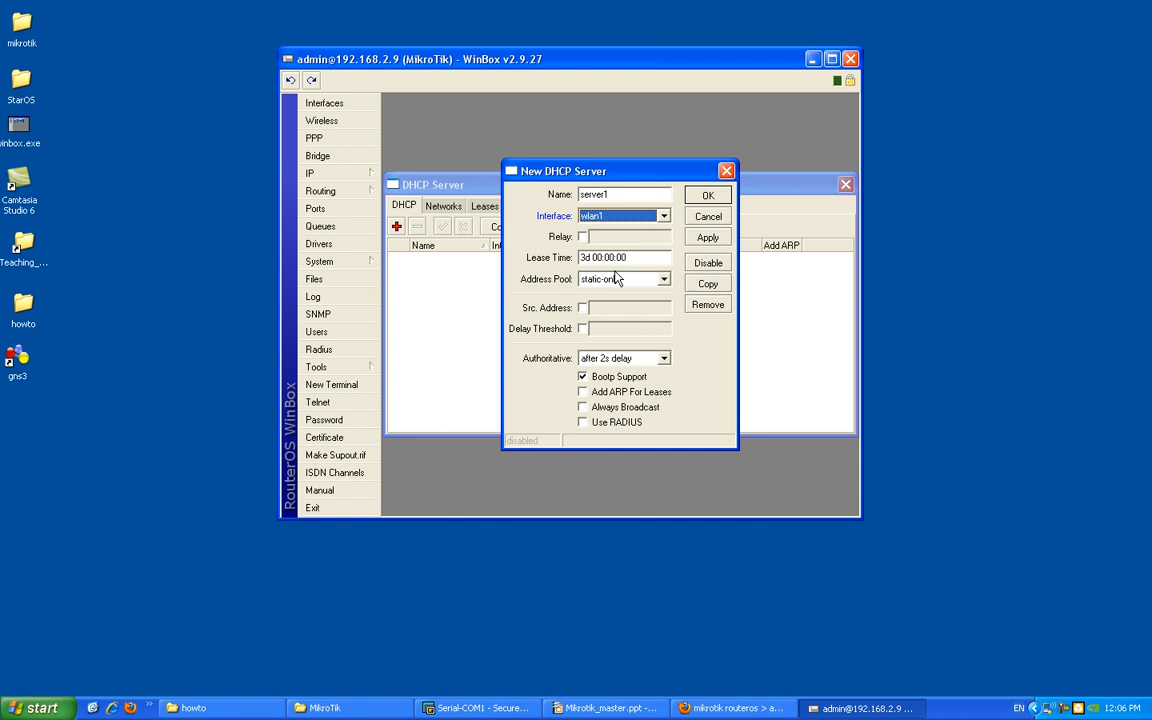 mikrotik
StarOS
inbox.exe
Camtasia
Studio 6
Teaching_...
howto
gns3
admin@192.168.2.9 (MikroTik) - WinBox v2.9.27
Interfaces
Wireless
PPP
Bridge
IP
Routing
Ports
Queues
Drivers
System
Files
Log
SNMP
Users
Radius
Tools
New Terminal
Telnet
Password
Certificate
Make Supout.rif
ISDN Channels
Manual
Exit
RouterOS WinBox
DHCP Server
DHCP Networks Leases
Name
Add ARP
New DHCP Server
Name: server1
Interface: wlan1
Relay:
Lease Time: 3d 00:00:00
Address Pool:
Src. Address:
Delay Threshold:
Authoritative: after 2s delay
Bootp Support
Add ARP For Leases
Always Broadcast
Use RADIUS
disabled
OK
Cancel
Apply
Disable
Copy
Remove
start
howto
MikroTik
Serial-COM1 - Secure...
Mikrotik_master.ppt -...
mikrotik routeros > a...
admin@192.168.2.9 ...
EN
12:06 PM